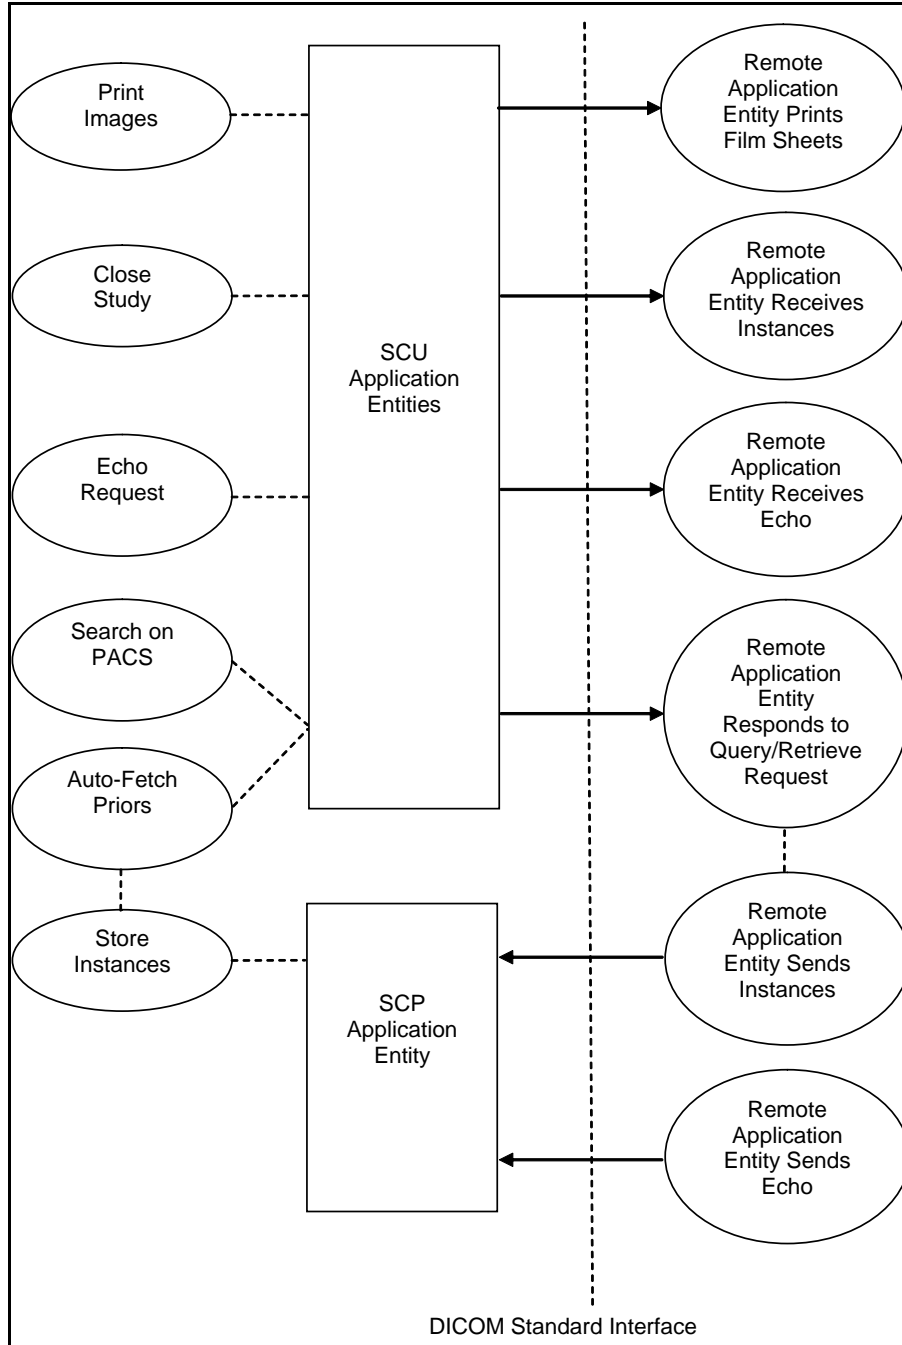 Print
Images
Close
Study
Echo
Request
Search on
PACS
Auto-Fetch
Priors
Store
Instances
SCU
Application
Entities
SCP
Application
Entity
Remote
Application
Entity Prints
Film Sheets
Remote
Application
Entity Receives
Instances
Remote
Application
Entity Receives
Echo
Remote
Application
Entity
Responds to
Query/Retrieve
Request
Remote
Application
Entity Sends
Instances
Remote
Application
Entity Sends
Echo
DICOM Standard Interface